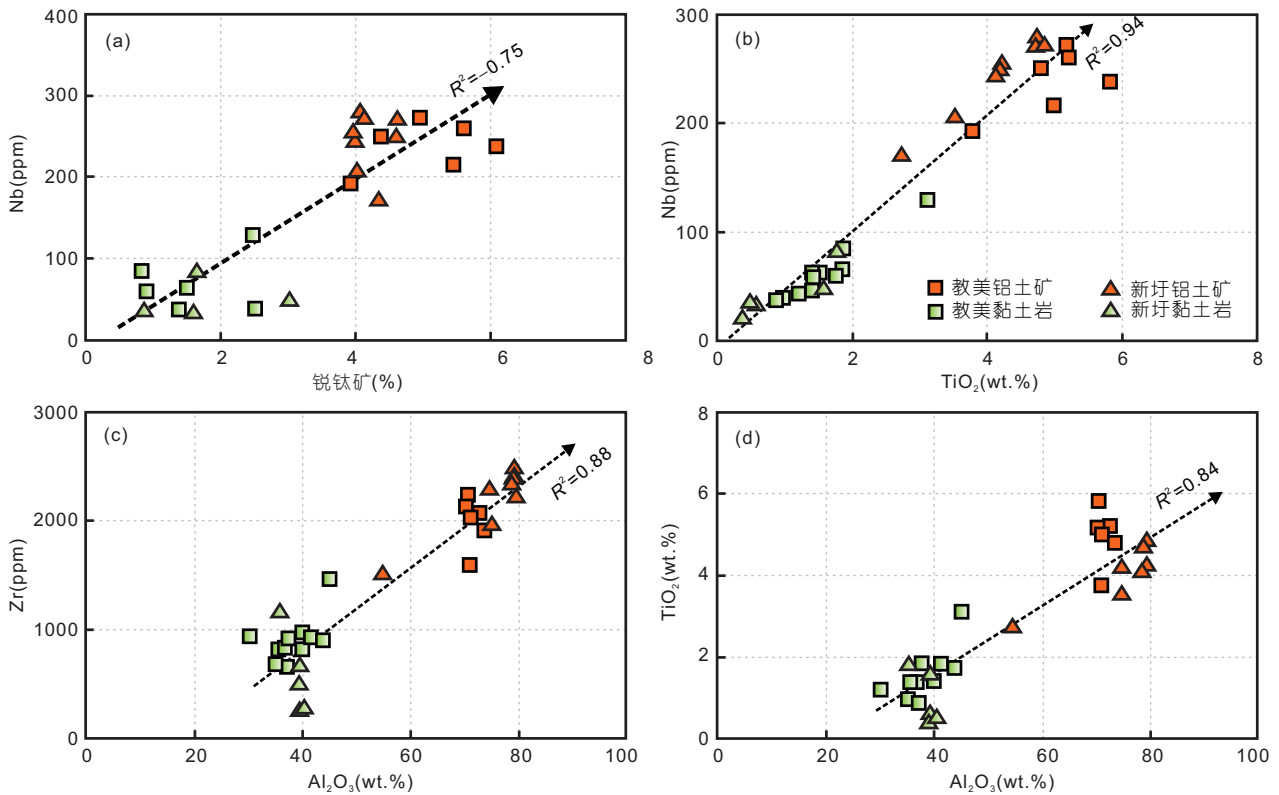 (a)
R²=-0.75
400
300
200
100
0
Nb(ppm)
0 2 4 6 8
锐钛矿(%)
(b)
R²=0.94
300
200
100
0
Nb(ppm)
教美铝土矿 新圩铝土矿
教美黏土岩 新圩黏土岩
0 2 4 6 8
TiO₂(wt.%)
(c)
R²=0.88
3000
2000
1000
0
Zr(ppm)
0 20 40 60 80 100
Al₂O₃(wt.%)
(d)
R²=0.84
8
6
4
2
0
TiO₂(wt.%)
0 20 40 60 80 100
Al₂O₃(wt.%)